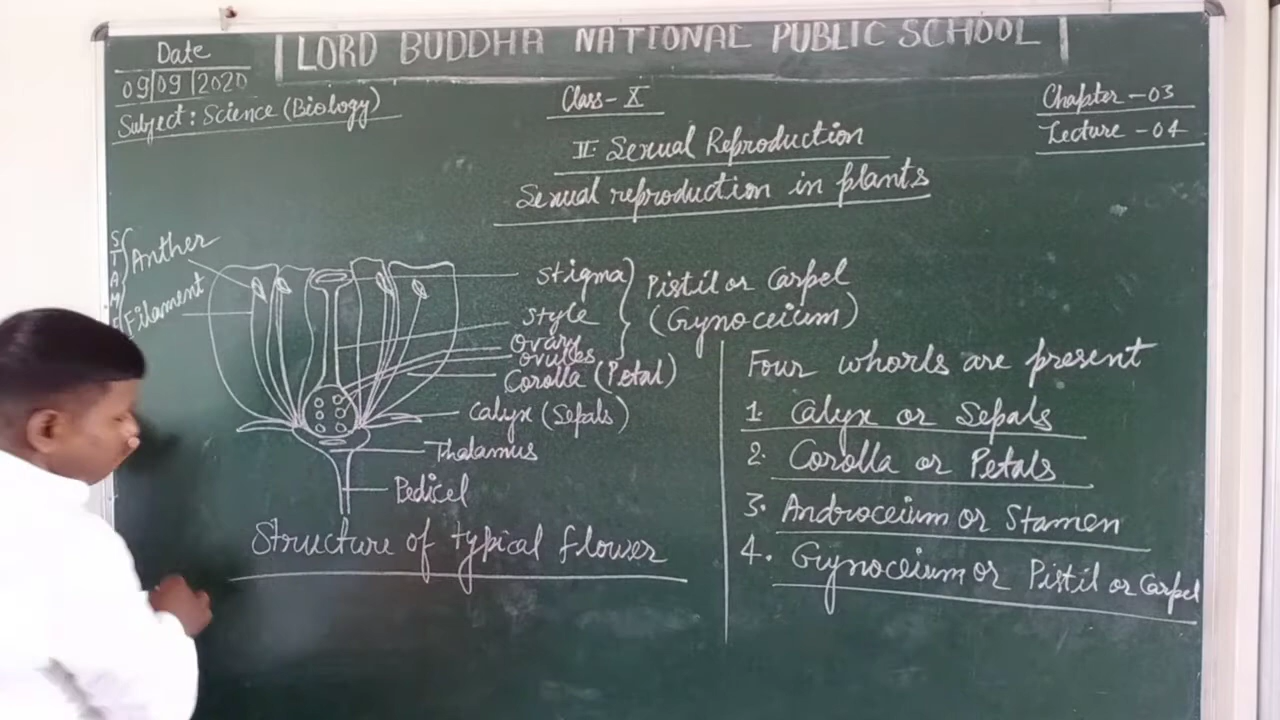 Date
09/09/2020
Subject: Science (Biology)
LORD BUDDHA NATIONAL PUBLIC SCHOOL
Class-X
Chapter-03
Lecture-04
II. Sexual Reproduction
Sexual reproduction in plants
Anther
Filament
Stigma
Style
Ovary
Ovules
Pistil or Carpel
(Gynoceium)
Corolla (Petal)
Calyx (Sepals)
Thalamus
Pedicel
Structure of typical flower
Four whorls are present
1. Calyx or Sepals
2. Corolla or Petals
3. Androceium or Stamen
4. Gynoceium or Pistil or Carpel